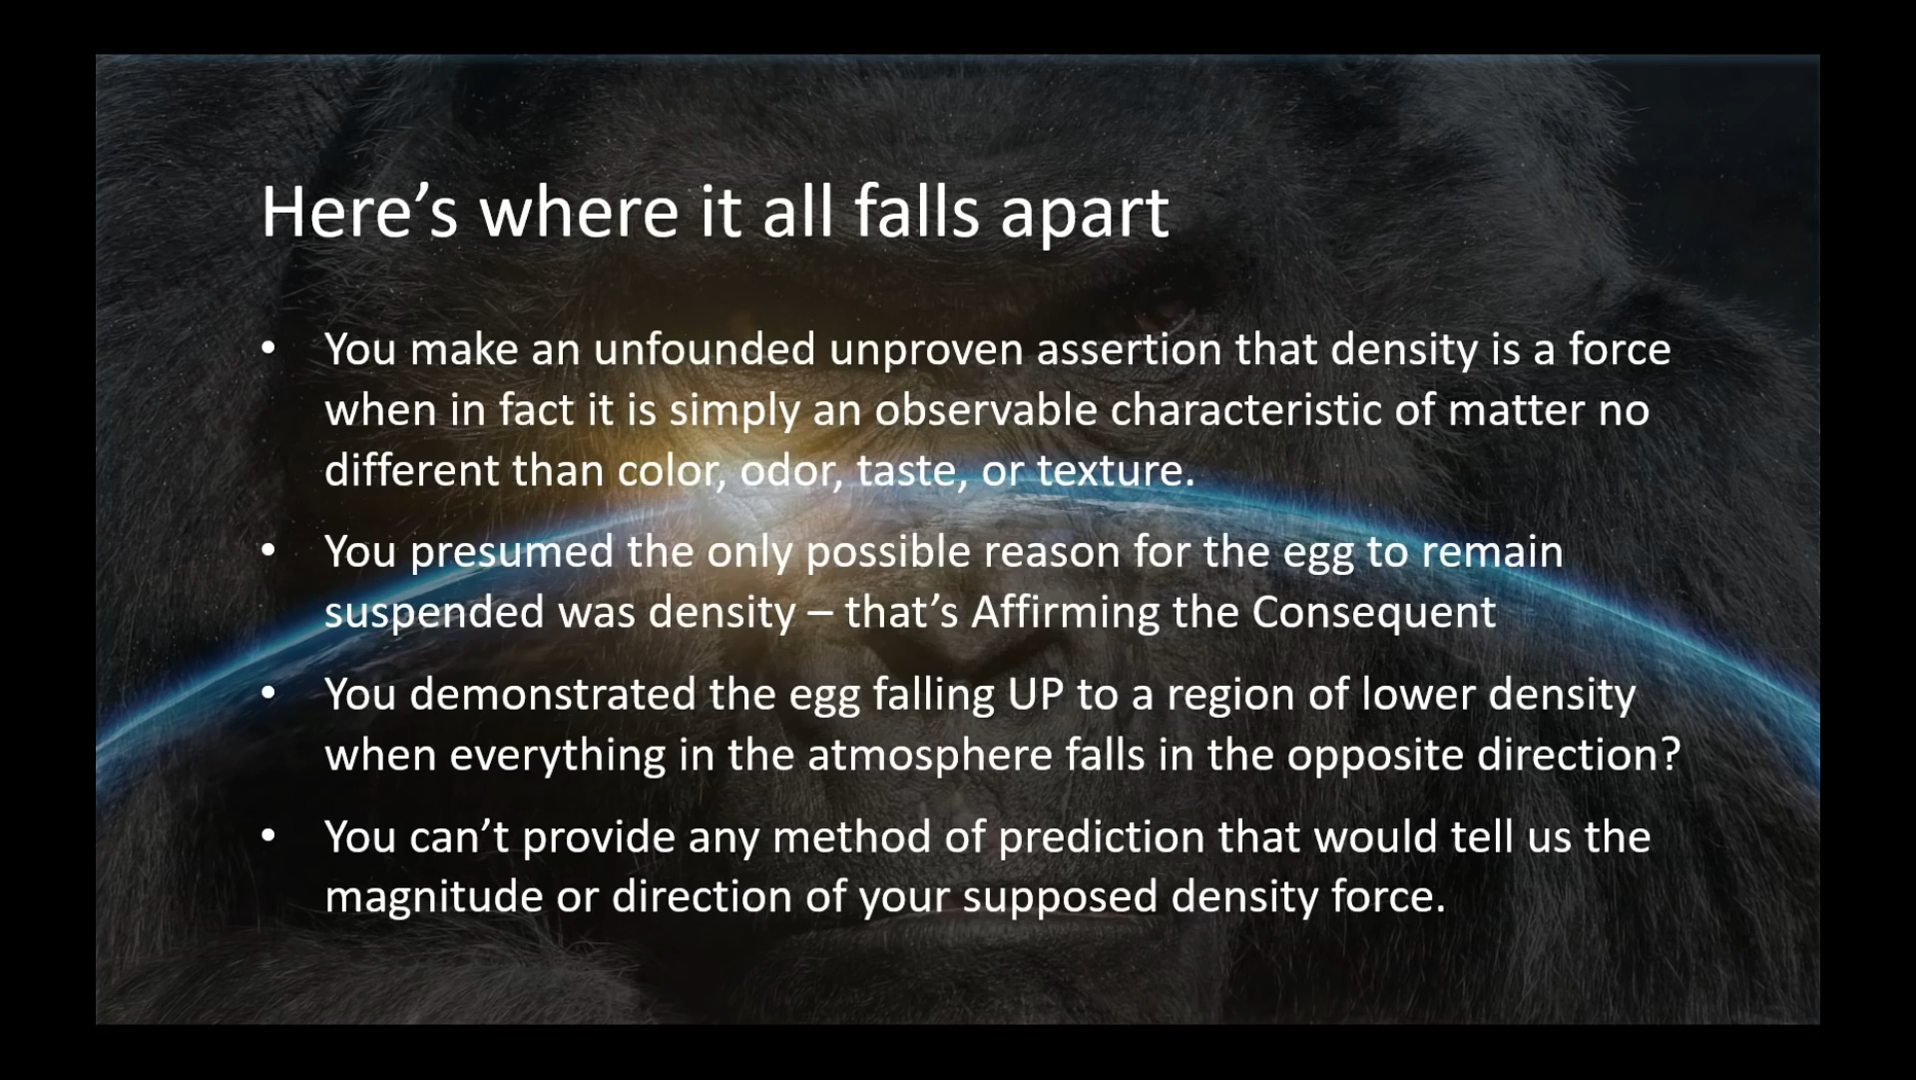 Here’s where it all falls apart
• You make an unfounded unproven assertion that density is a force
when in fact it is simply an observable characteristic of matter no
different than color, odor, taste, or texture.
• You presumed the only possible reason for the egg to remain
suspended was density – that’s Affirming the Consequent
• You demonstrated the egg falling UP to a region of lower density
when everything in the atmosphere falls in the opposite direction?
• You can’t provide any method of prediction that would tell us the
magnitude or direction of your supposed density force.